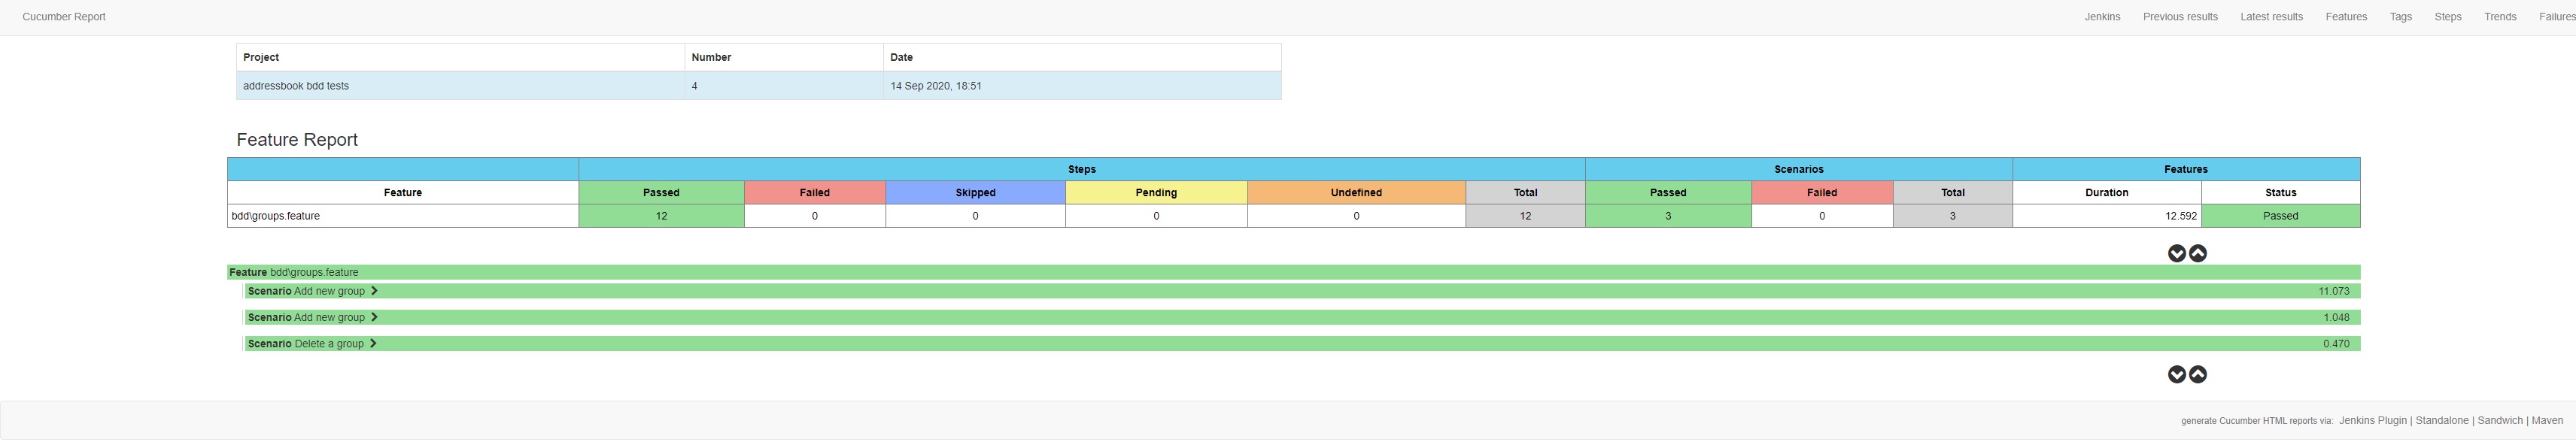 Cucumber Report Jenkins Previous results Latest results Features Tags Steps Trends Failures
Project Number Date
addressbook bdd tests 4 14 Sep 2020, 18:51
Feature Report
Steps Scenarios Features
Feature Passed Failed Skipped Pending Undefined Total Passed Failed Total Duration Status
bdd\groups.feature 12 0 0 0 0 12 3 0 3 12.592 Passed
Feature bdd\groups.feature
Scenario Add new group 11.073
Scenario Add new group 1.048
Scenario Delete a group 0.470
generate Cucumber HTML reports via: Jenkins Plugin | Standalone | Sandwich | Maven